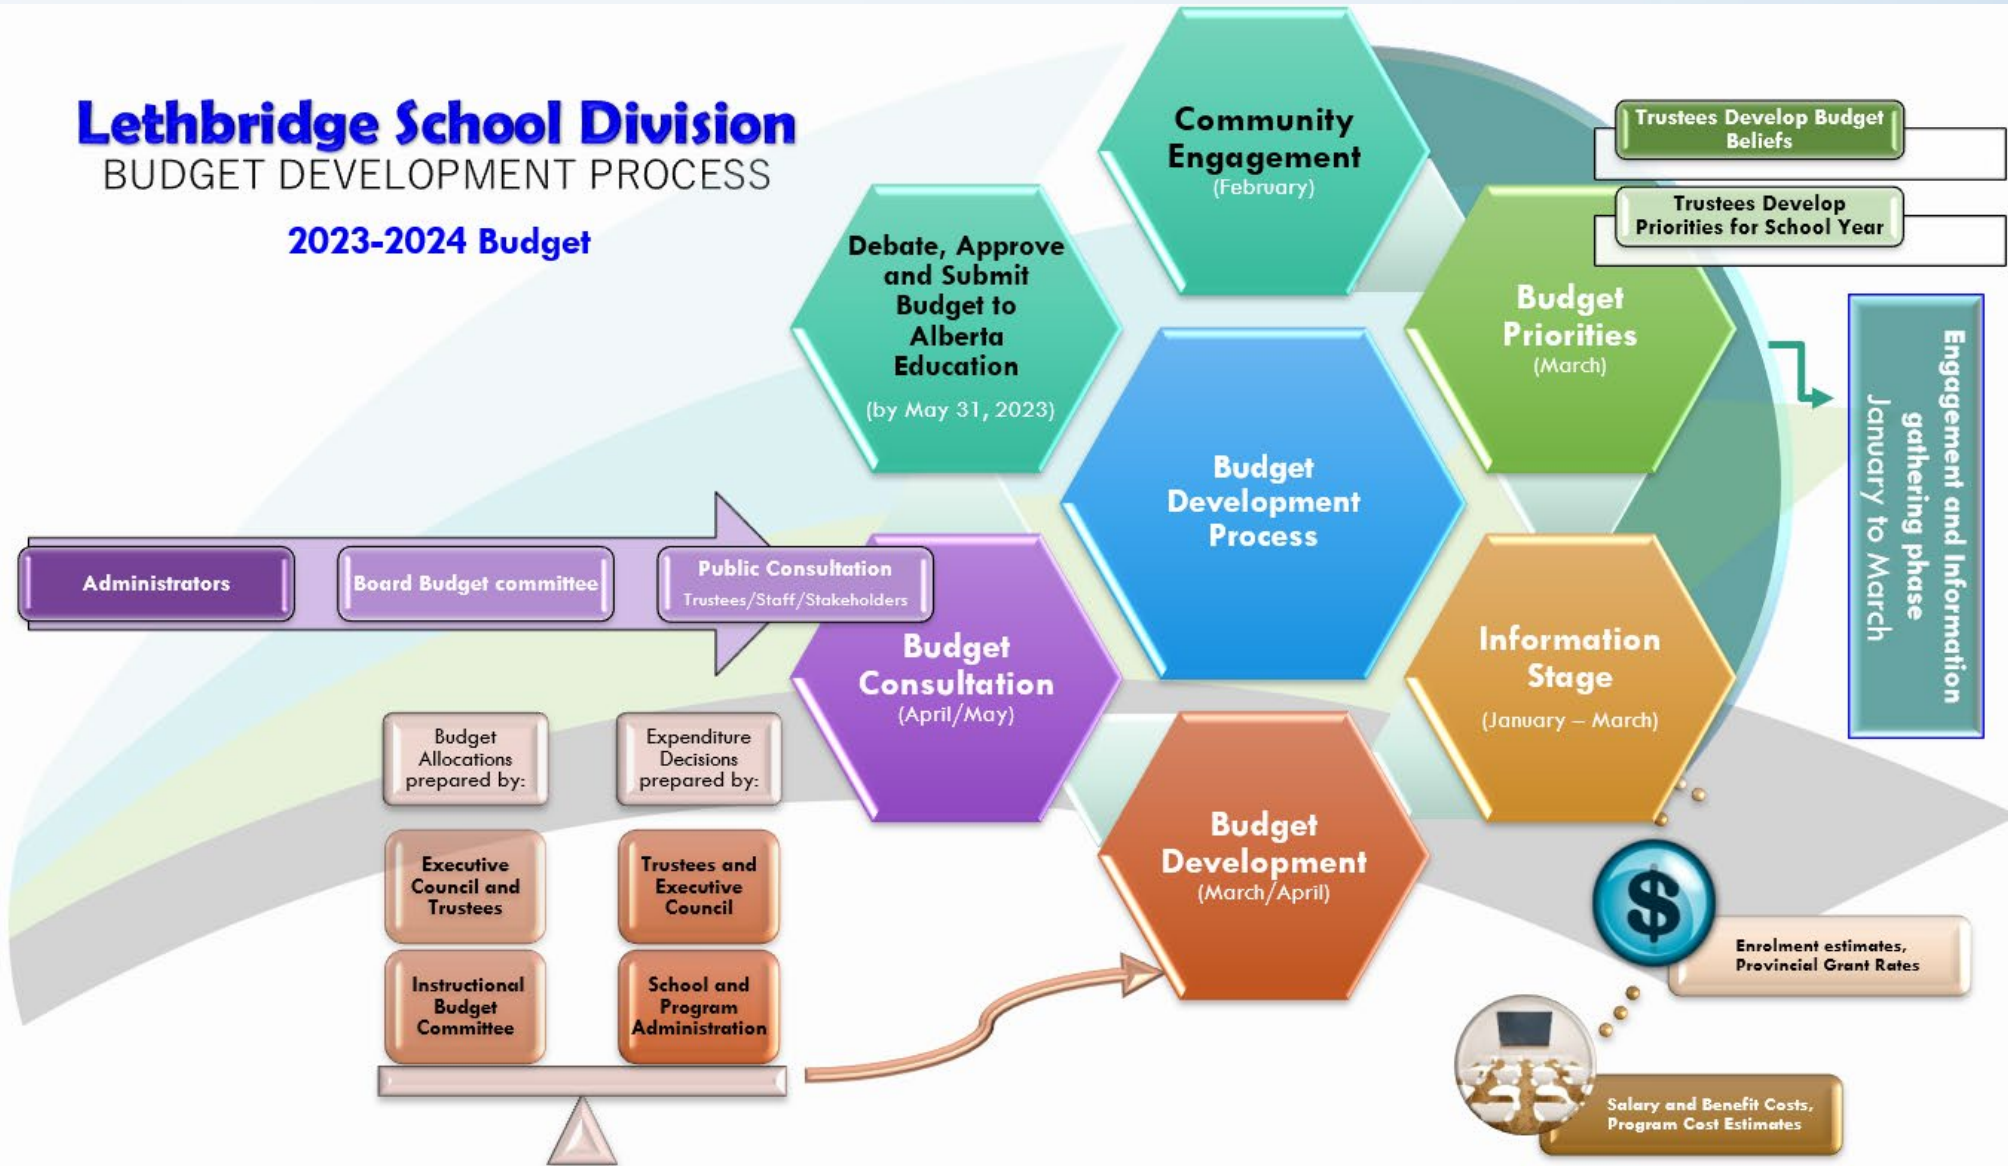 Lethbridge School Division
BUDGET DEVELOPMENT PROCESS
2023-2024 Budget
Community
Engagement
(February)
Trustees Develop Budget
Beliefs
Trustees Develop
Priorities for School Year
Budget
Priorities
(March)
Engagement and Information
gathering phase
January to March
Debate, Approve
and Submit
Budget to
Alberta
Education
(by May 31, 2023)
Budget
Development
Process
Administrators
Board Budget committee
Public Consultation
Trustees/Staff/Stakeholders
Budget
Consultation
(April/May)
Information
Stage
(January – March)
Budget
Allocations
prepared by:
Expenditure
Decisions
prepared by:
Executive
Council and
Trustees
Trustees and
Executive
Council
Instructional
Budget
Committee
School and
Program
Administration
Budget
Development
(March/April)
$
Enrolment estimates,
Provincial Grant Rates
Salary and Benefit Costs,
Program Cost Estimates